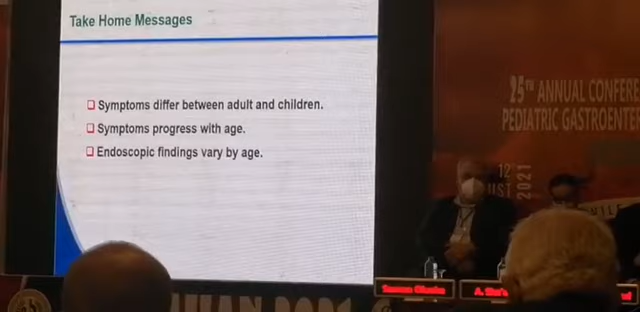 Take Home Messages
Symptoms differ between adult and children.
Symptoms progress with age.
Endoscopic findings vary by age.
25TH ANNUAL CONFERE
PEDIATRIC GASTROENTER
12
UST
2021